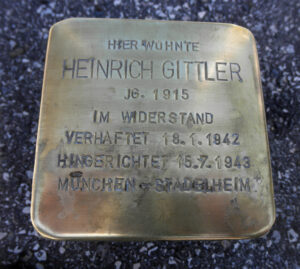 HIER WOHNTE
HEINRICH GITTLER
JG. 1915
IM WIDERSTAND
VERHAFTET 18.1.1942
HINGERICHTET 15.7.1943
MÜNCHEN - STADELHEIM